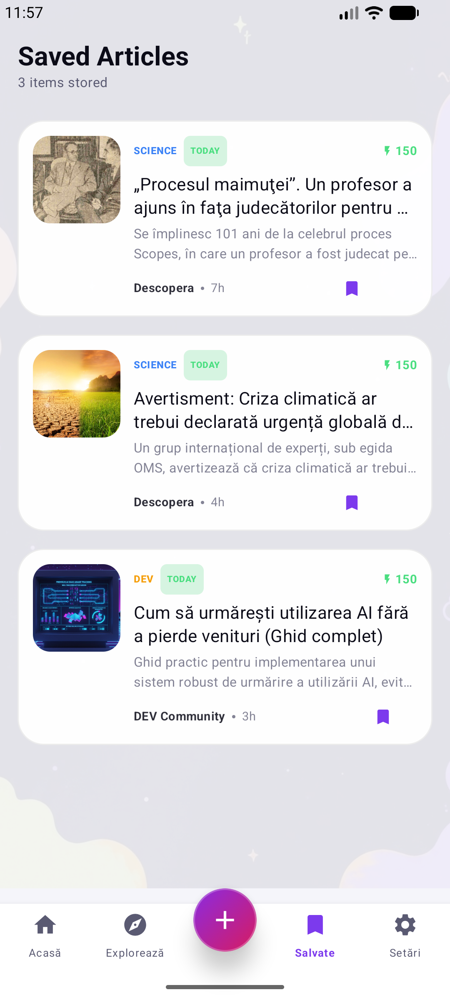 11:57
Saved Articles
3 items stored
SCIENCE TODAY 150
„Procesul maimuţei”. Un profesor a
ajuns în faţa judecătorilor pentru ...
Se împlinesc 101 ani de la celebrul proces
Scopes, în care un profesor a fost judecat pe...
Descopera • 7h
SCIENCE TODAY 150
Avertisment: Criza climatică ar
trebui declarată urgență globală d...
Un grup internațional de experți, sub egida
OMS, avertizează că criza climatică ar trebui...
Descopera • 4h
PREMIUM AI SAAS USAGE TRACKING
DEV TODAY 150
Cum să urmărești utilizarea AI fără
a pierde venituri (Ghid complet)
Ghid practic pentru implementarea unui
sistem robust de urmărire a utilizării AI, evit...
DEV Community • 3h
Acasă
Explorează
Salvate
Setări